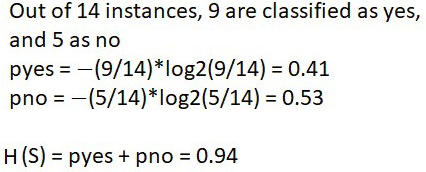 Out of 14 instances, 9 are classified as yes,
and 5 as no
pyes = −(9/14)*log2(9/14) = 0.41
pno = −(5/14)*log2(5/14) = 0.53
H (S) = pyes + pno = 0.94